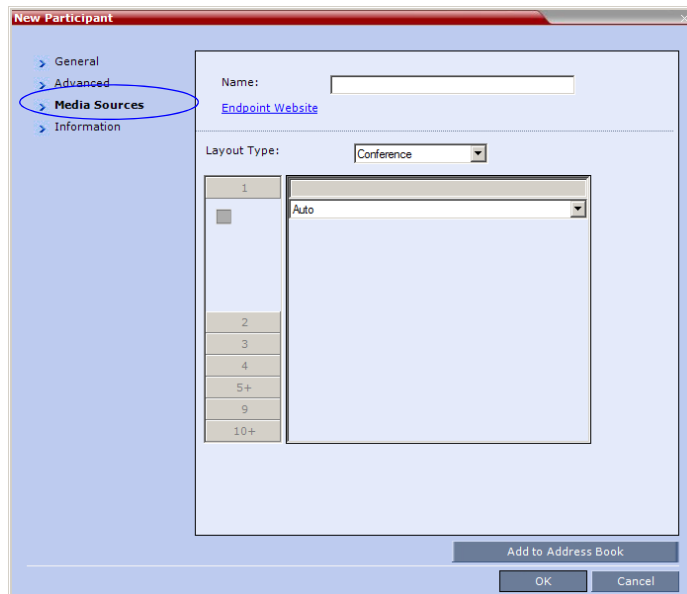 New Participant
General
Advanced
Media Sources
Information
Name:
Endpoint Website
Layout Type:
Conference
1
Auto
2
3
4
5+
9
10+
Add to Address Book
OK
Cancel